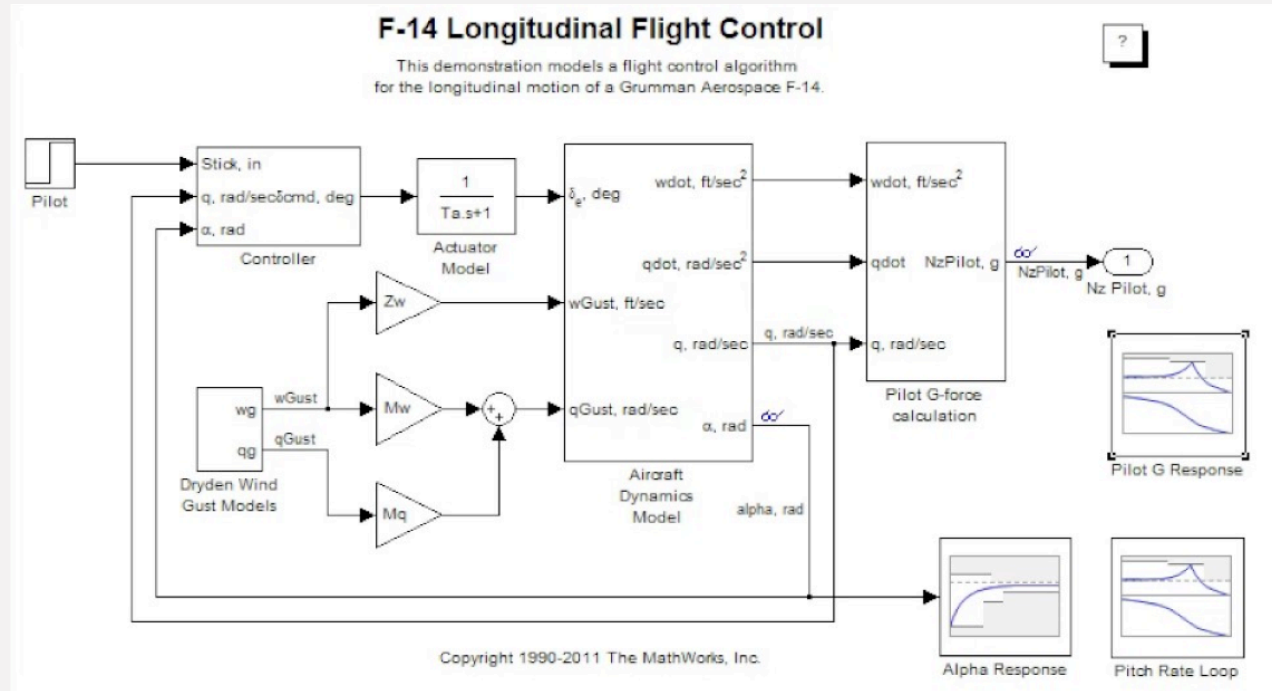 F-14 Longitudinal Flight Control
?
This demonstration models a flight control algorithm
for the longitudinal motion of a Grumman Aerospace F-14.
Pilot
Stick, in
q, rad/sec
δcmd, deg
α, rad
Controller
1
Ta.s+1
Actuator
Model
δe, deg
wGust, ft/sec
qGust, rad/sec
wdot, ft/sec²
qdot, rad/sec²
q, rad/sec
α, rad
Aircraft
Dynamics
Model
q, rad/sec
alpha, rad
wdot, ft/sec²
qdot
NzPilot, g
q, rad/sec
Pilot G-force
calculation
NzPilot, g
1
Nz Pilot, g
Zw
Mw
Mq
+
+
wg
qg
wGust
qGust
Dryden Wind
Gust Models
Pilot G Response
Alpha Response
Pitch Rate Loop
Copyright 1990-2011 The MathWorks, Inc.